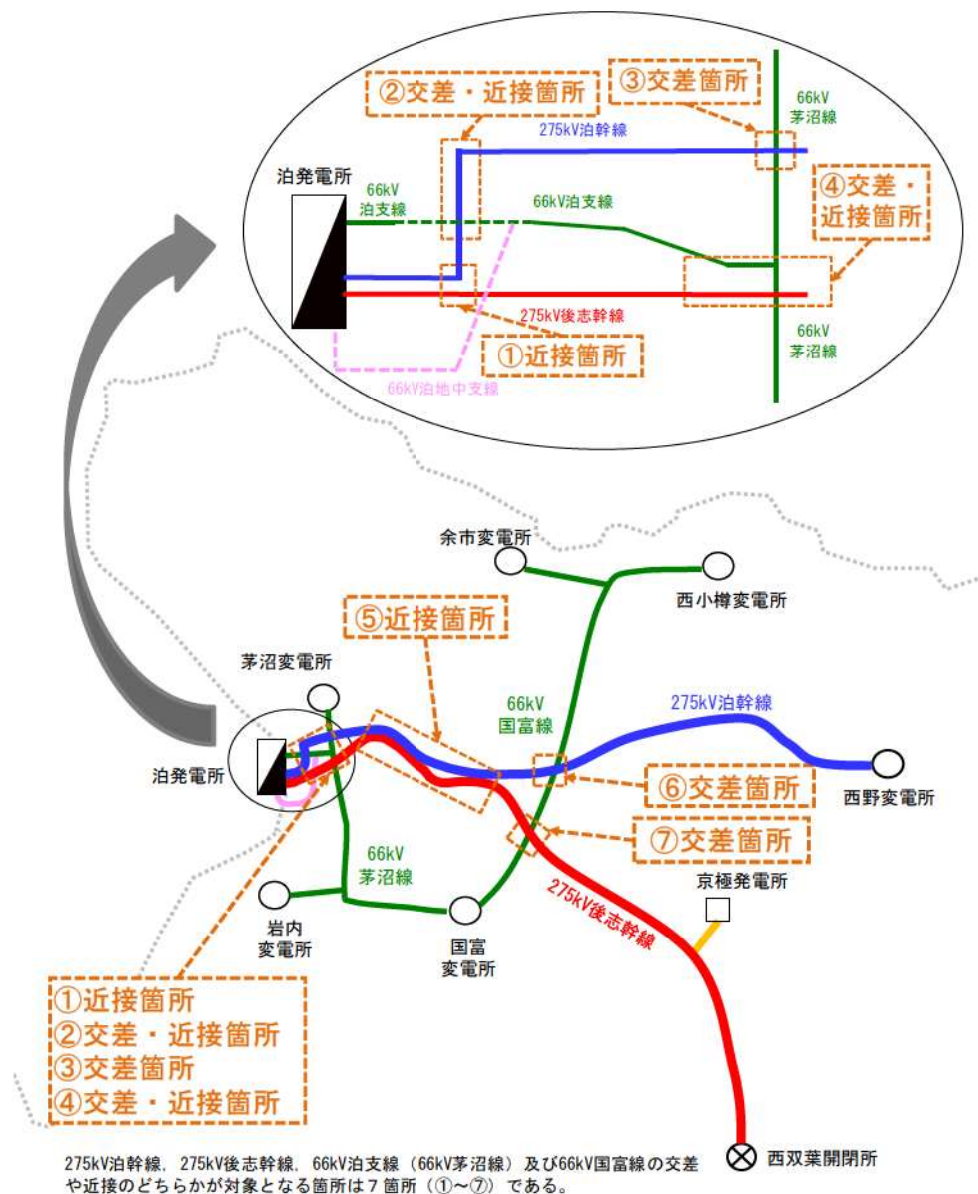 ②交差・近接箇所
③交差箇所
66kV
茅沼線
275kV泊幹線
泊発電所
66kV
泊支線
66kV泊支線
④交差・
近接箇所
275kV後志幹線
①近接箇所
66kV
茅沼線
66kV泊地中支線
余市変電所
西小樽変電所
⑤近接箇所
茅沼変電所
66kV
国富線
275kV泊幹線
泊発電所
⑥交差箇所
西野変電所
⑦交差箇所
66kV
茅沼線
京極発電所
275kV後志幹線
岩内
変電所
国富
変電所
①近接箇所
②交差・近接箇所
③交差箇所
④交差・近接箇所
西双葉開閉所
275kV泊幹線,275kV後志幹線,66kV泊支線(66kV茅沼線)及び66kV国富線の交差
や近接のどちらかが対象となる箇所は7箇所(①~⑦)である。